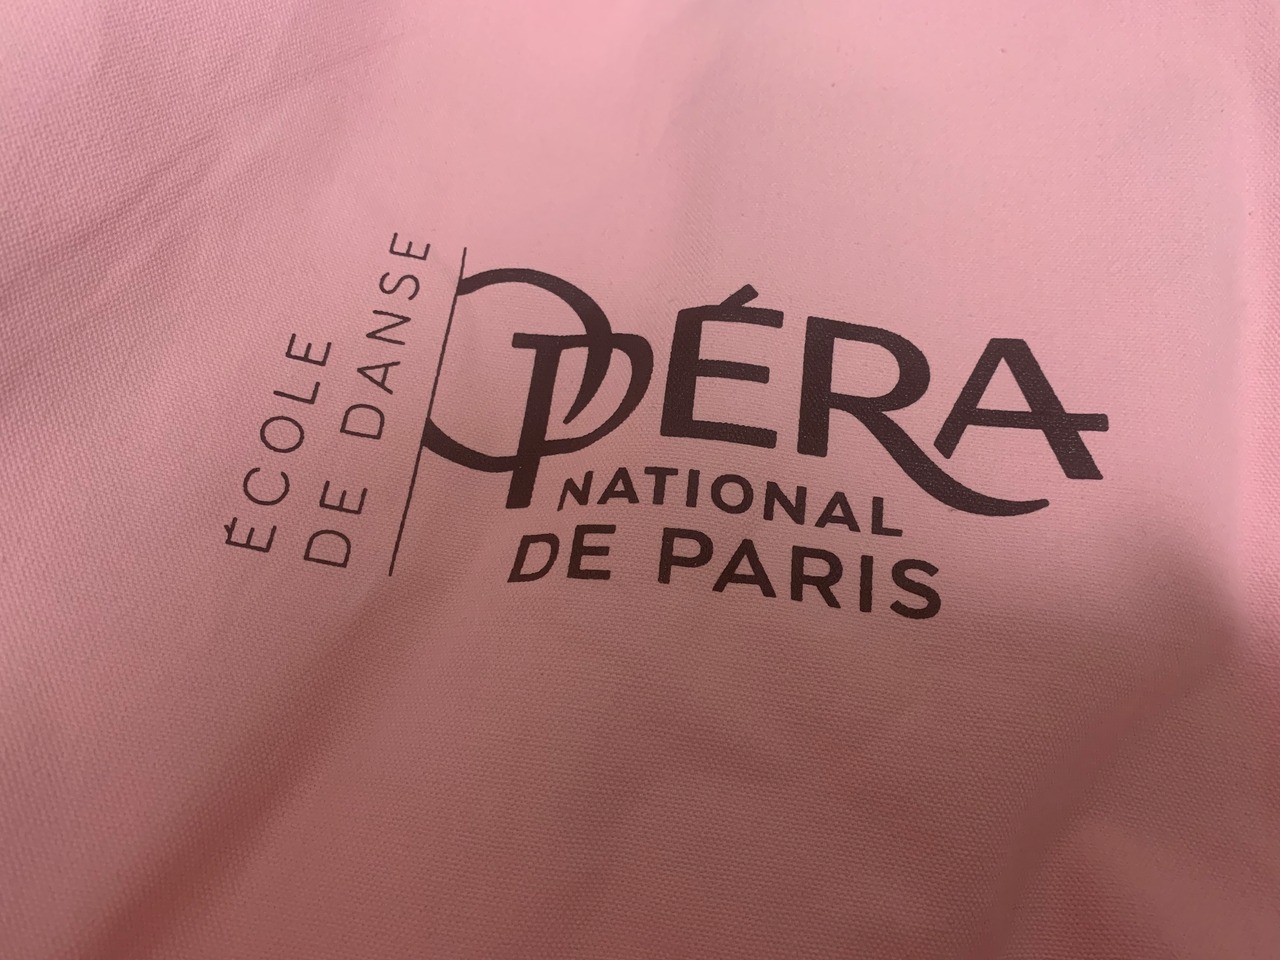 ÉCOLE
DE DANSE
OPÉRA
NATIONAL
DE PARIS